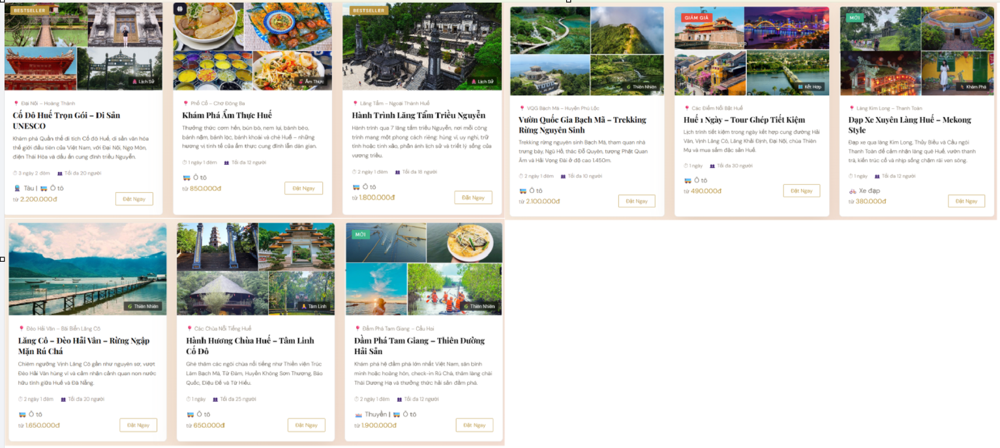 BESTSELLER
Lịch Sử
Đại Nội – Hoàng Thành
Cố Đô Huế Trọn Gói – Di Sản
UNESCO
Khám phá Quần thể di tích Cố đô Huế, di sản văn hóa
thế giới đầu tiên của Việt Nam, với Đại Nội, Ngọ Môn,
điện Thái Hòa và dấu ấn cung đình triều Nguyễn.
3 ngày 2 đêm Tối đa 20 người
Tàu | Ô tô
từ 2.200.000đ
Đặt Ngay
Ẩm Thực
Phố Cổ – Chợ Đông Ba
Khám Phá Ẩm Thực Huế
Thưởng thức cơm hến, bún bò, nem lụi, bánh bèo,
bánh nậm, bánh lọc, bánh khoái và chè Huế – những
hương vị tinh tế của ẩm thực cung đình lẫn dân gian.
1 ngày 1 đêm Tối đa 12 người
Ô tô
từ 850.000đ
Đặt Ngay
BESTSELLER
Lịch Sử
Lăng Tẩm – Ngoại Thành Huế
Hành Trình Lăng Tẩm Triều Nguyễn
Hành trình qua 7 lăng tẩm triều Nguyễn, nơi mỗi công
trình mang một phong cách riêng: hùng vĩ, uy nghi, trữ
tình hoặc tinh xảo, phản ánh lịch sử và triết lý sống của
vương triều.
2 ngày 1 đêm Tối đa 18 người
Ô tô
từ 1.800.000đ
Đặt Ngay
Thiên Nhiên
VQG Bạch Mã – Huyện Phú Lộc
Vườn Quốc Gia Bạch Mã – Trekking
Rừng Nguyên Sinh
Trekking rừng nguyên sinh Bạch Mã, tham quan nhà
trưng bày, Ngũ Hồ, thác Đỗ Quyên, tượng Phật Quan
Âm và Hải Vọng Đài ở độ cao 1.450m.
2 ngày 1 đêm Tối đa 10 người
Ô tô
từ 2.100.000đ
Đặt Ngay
GIẢM GIÁ
Kết Hợp
Các Điểm Nổi Bật Huế
Huế 1 Ngày – Tour Ghép Tiết Kiệm
Lịch trình tiết kiệm trong ngày kết hợp cung đường Hải
Vân, Vịnh Lăng Cô, Lăng Khải Định, Đại Nội, chùa Thiên
Mụ và mua sắm đặc sản Huế.
1 ngày Tối đa 30 người
Ô tô
từ 490.000đ
Đặt Ngay
MỚI
Khám Phá
Làng Kim Long – Thanh Toàn
Đạp Xe Xuyên Làng Huế – Mekong
Style
Đạp xe qua làng Kim Long, Thủy Biều và Cầu ngói
Thanh Toàn để cảm nhận làng quê Huế, vườn thanh
trà, kiến trúc cổ và nhịp sống chậm rãi ven sông.
1 ngày Tối đa 12 người
Xe đạp
từ 380.000đ
Đặt Ngay
Thiên Nhiên
Đèo Hải Vân – Bãi Biển Lăng Cô
Lăng Cô – Đèo Hải Vân – Rừng Ngập
Mặn Rú Chá
Chiêm ngưỡng Vịnh Lăng Cô gần như nguyên sơ, vượt
Đèo Hải Vân hùng vĩ và cảm nhận cảnh quan non nước
hữu tình giữa Huế và Đà Nẵng.
2 ngày 1 đêm Tối đa 20 người
Ô tô
từ 1.650.000đ
Đặt Ngay
Tâm Linh
Các Chùa Nổi Tiếng Huế
Hành Hương Chùa Huế – Tâm Linh
Cố Đô
Ghé thăm các ngôi chùa nổi tiếng như Thiền viện Trúc
Lâm Bạch Mã, Từ Đàm, Huyền Không Sơn Thượng, Báo
Quốc, Diệu Đế và Từ Hiếu.
1 ngày Tối đa 25 người
Ô tô
từ 650.000đ
Đặt Ngay
MỚI
Thiên Nhiên
Đầm Phá Tam Giang – Cầu Hai
Đầm Phá Tam Giang – Thiên Đường
Hải Sản
Khám phá hệ đầm phá lớn nhất Việt Nam, săn bình
minh hoặc hoàng hôn, check-in Rú Chá, thăm làng chài
Thái Dương Hạ và thưởng thức hải sản đầm phá.
2 ngày 1 đêm Tối đa 12 người
Thuyền | Ô tô
từ 1.900.000đ
Đặt Ngay